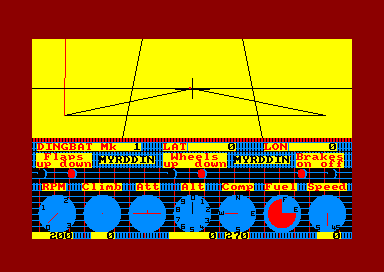 DINGBAT Mk 1 LAT 0 LON 0
Flaps Wheels Brakes
up down MYRDDIN up down MYRDDIN on off
RPM Climb Att Alt Comp Fuel Speed
200 0 0 270 0